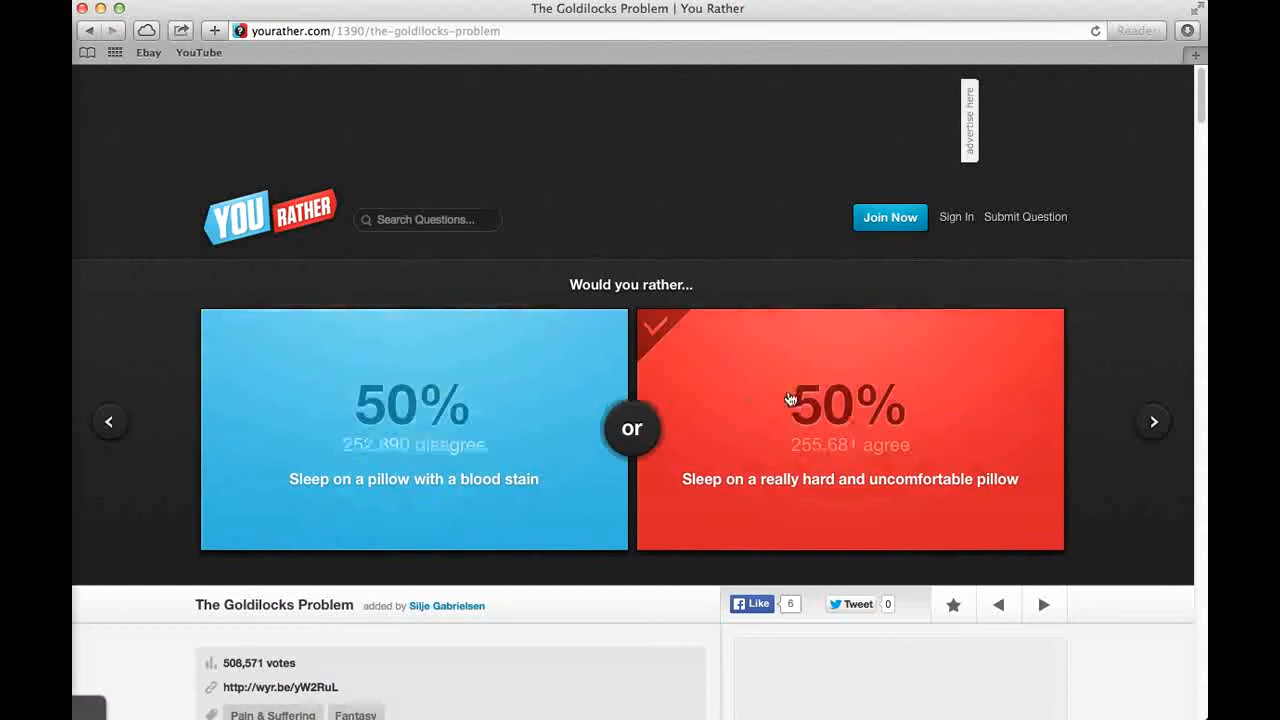 The Goldilocks Problem | You Rather
yourather.com/1390/the-goldilocks-problem
Reader
Ebay YouTube
advertise here
YOU RATHER
Search Questions...
Join Now Sign In Submit Question
Would you rather...
50% 50%
agree
or
Sleep on a pillow with a blood stain Sleep on a really hard and uncomfortable pillow
The Goldilocks Problem added by Silje Gabrielsen
Like 6 Tweet 0
508,571 votes
http://wyr.be/yW2RuL
Pain & Suffering Fantasy